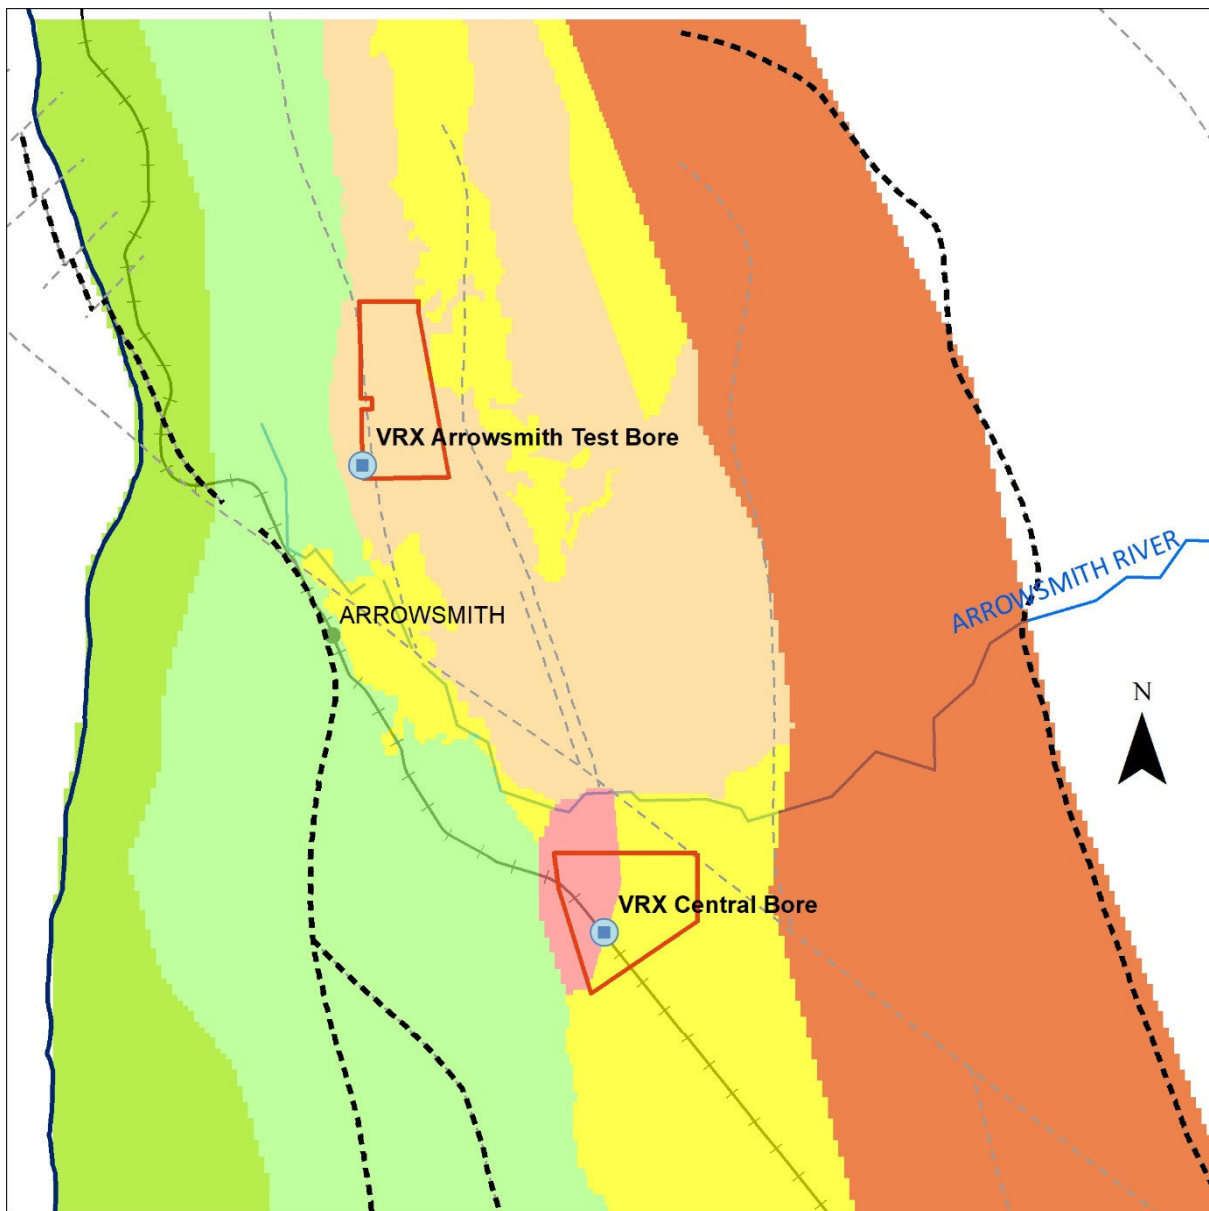 VRX Arrowsmith Test Bore
ARROWSMITH RIVER
ARROWSMITH
N
VRX Central Bore